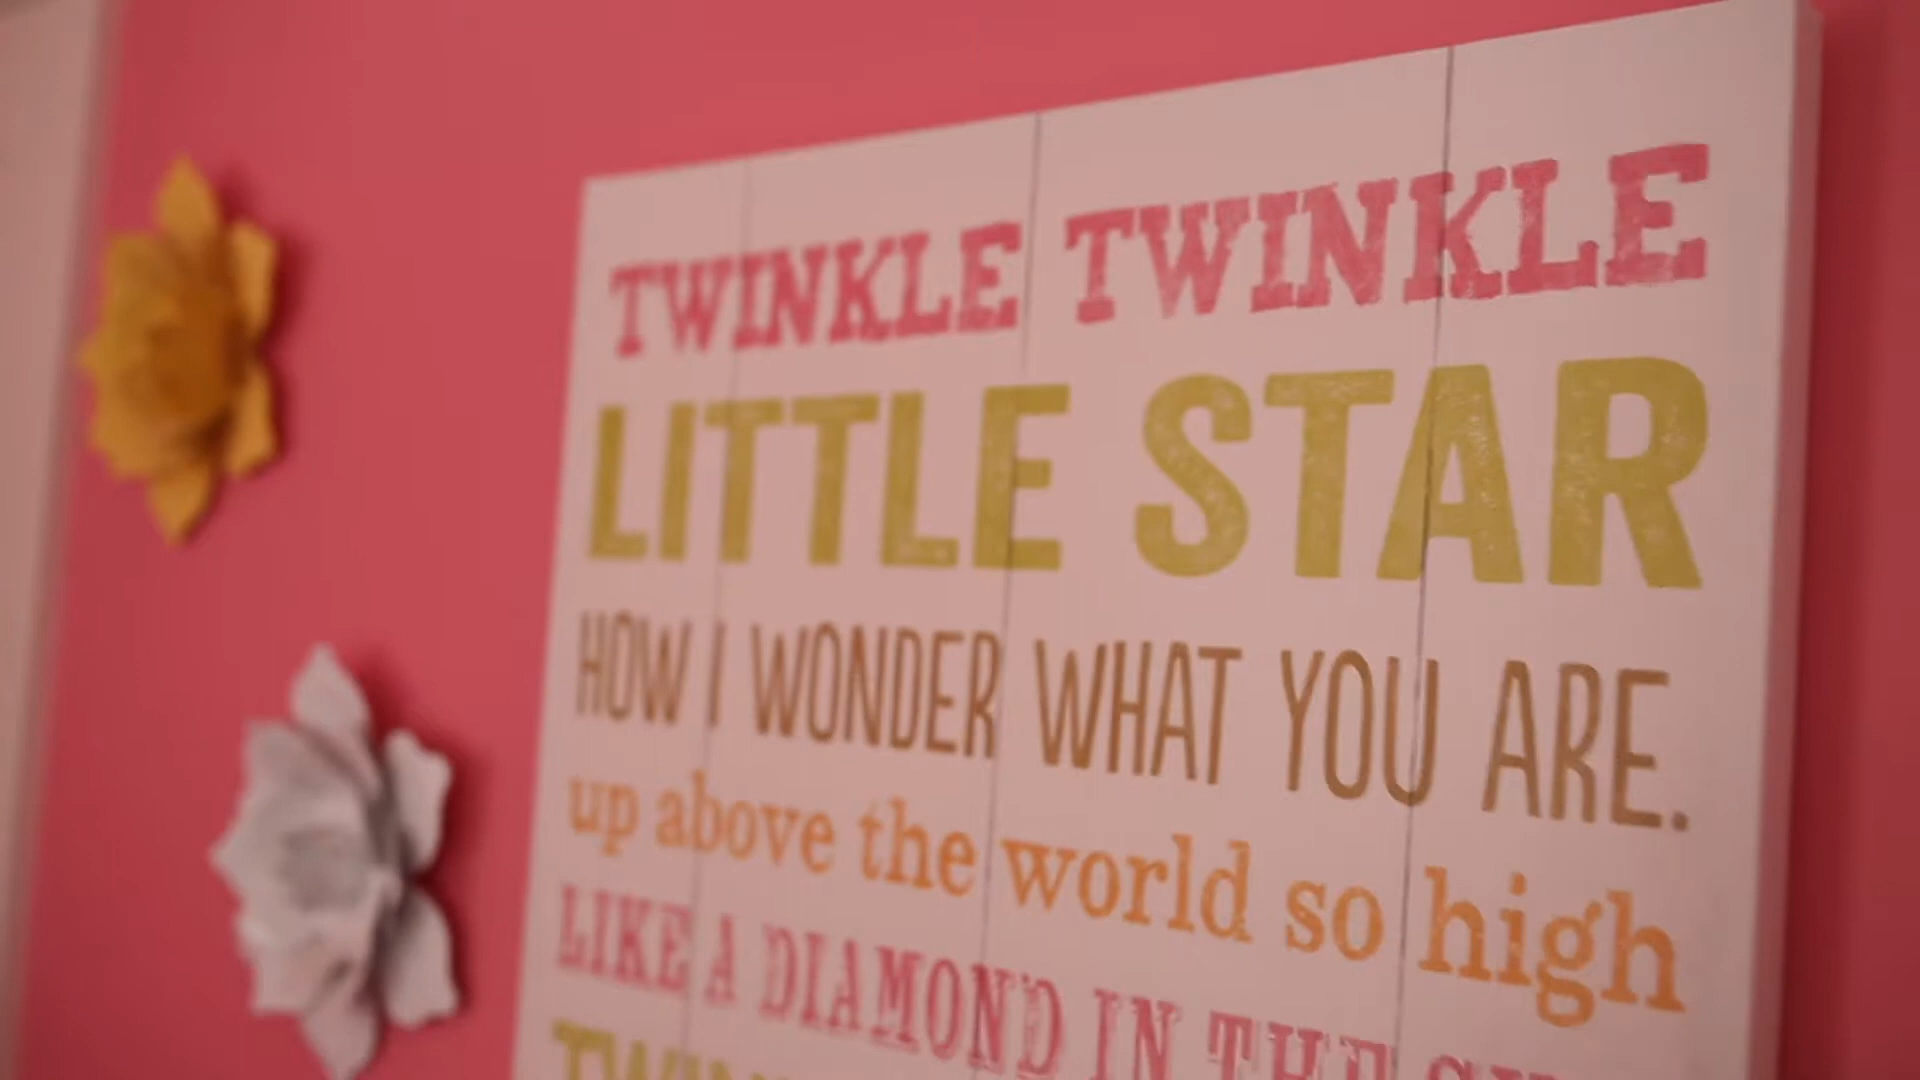 TWINKLE TWINKLE
LITTLE STAR
HOW I WONDER WHAT YOU ARE.
up above the world so high
LIKE A DIAMOND IN THE